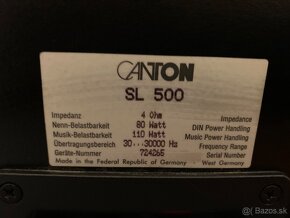 CANTON
SL 500
Impedanz 4 Ohm Impedance
Nenn-Belastbarkeit 80 Watt DIN Power Handling
Musik-Belastbarkeit 110 Watt Music Power Handling
Übertragungsbereich 30...30000 Hz Frequency Range
Geräte-Nummer 724265 Serial Number
Made in the Federal Republic of Germany - West Germany
bazos.sk